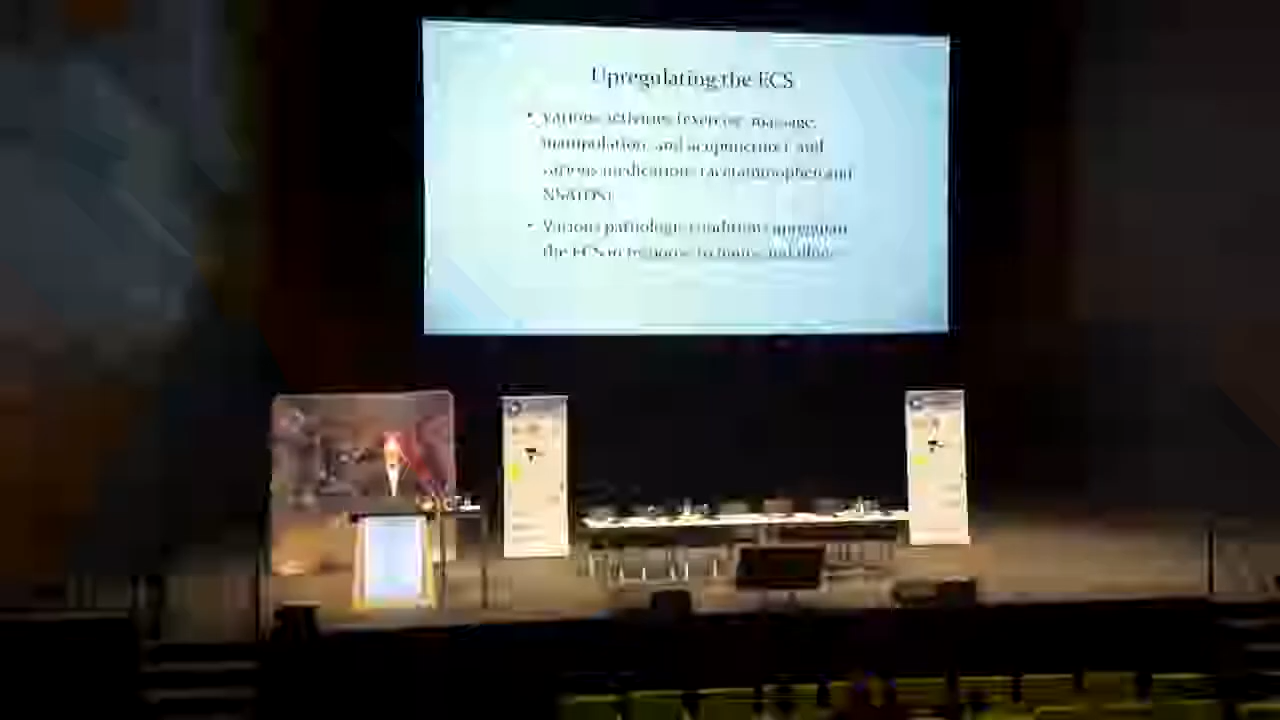 Upregulating the ECS
• Various activities (exercise, massage,
manipulation, and acupuncture), and
various medications (acetaminophen and
NSAIDS).
• Various pathologic conditions upregulate
the ECS in response to